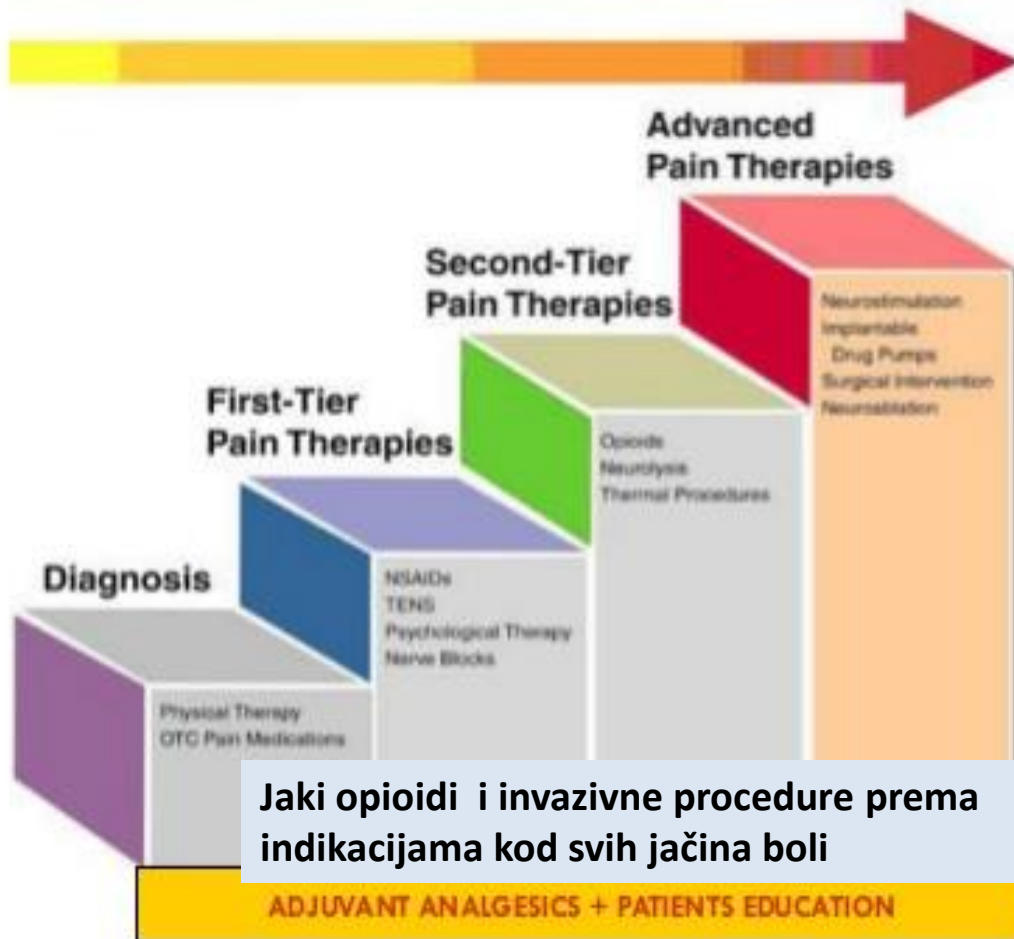 Advanced
Pain Therapies
Neurostimulation
Implantable
Drug Pumps
Surgical Intervention
Neuroablation
Second-Tier
Pain Therapies
Opioids
Neurolysis
Thermal Procedures
First-Tier
Pain Therapies
NSAIDs
TENS
Psychological Therapy
Nerve Blocks
Diagnosis
Physical Therapy
OTC Pain Medications
Jaki opioidi i invazivne procedure prema
indikacijama kod svih jačina boli
ADJUVANT ANALGESICS + PATIENTS EDUCATION